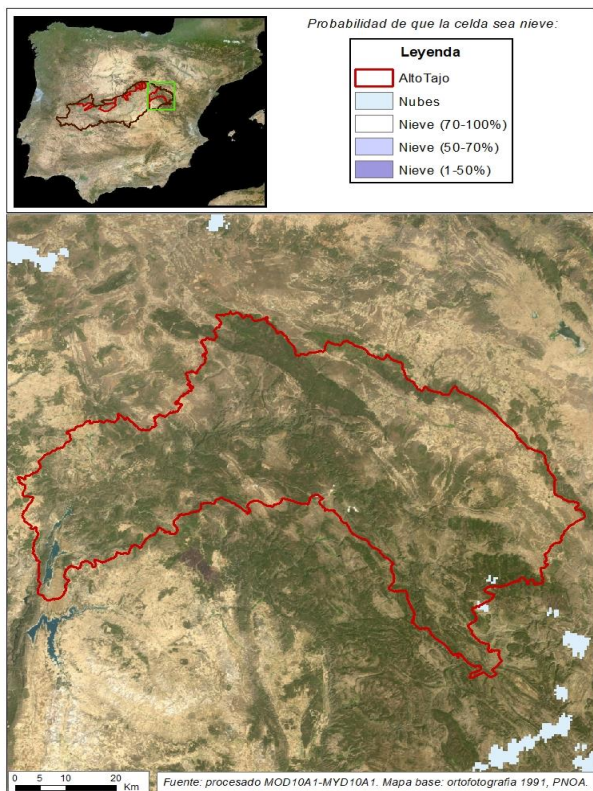 Probabilidad de que la celda sea nieve:
Leyenda
AltoTajo
Nubes
Nieve (70-100%)
Nieve (50-70%)
Nieve (1-50%)
0 5 10 20
Km
Fuente: procesado MOD10A1-MYD10A1. Mapa base: ortofotografia 1991, PNOA.